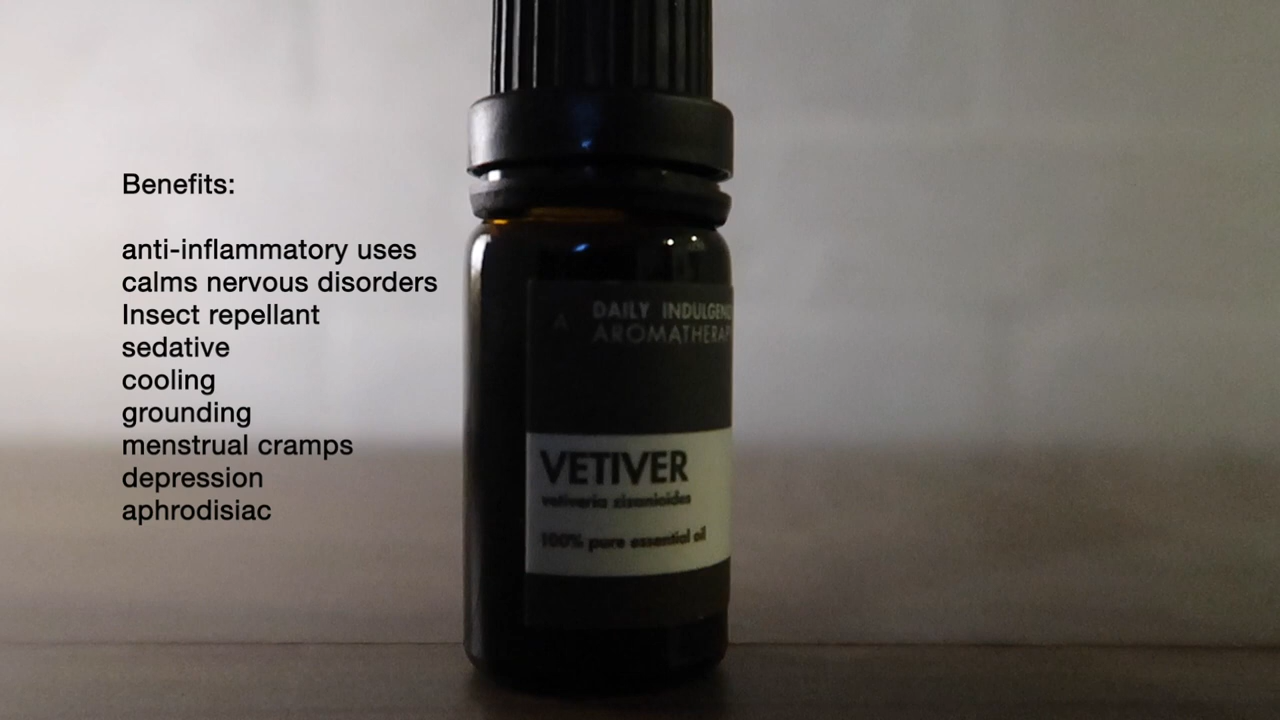 Benefits:
anti-inflammatory uses
calms nervous disorders
Insect repellant
sedative
cooling
grounding
menstrual cramps
depression
aphrodisiac
DAILY INDULGENC
AROMATHERAP
VETIVER
vetiveria zizanioides
100% pure essential oil